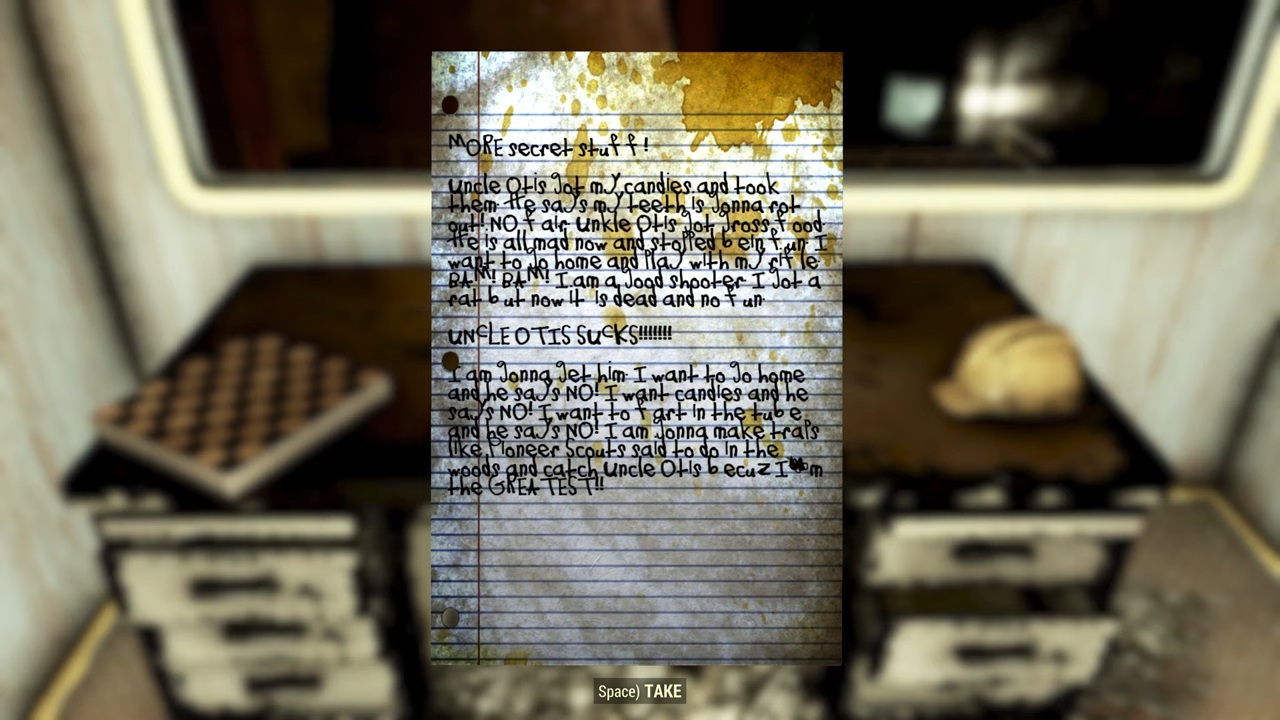 MORE secret stuff!
Uncle Otis got my candies and took
them. He says my teeth is gonna rot
out! NO fair. Unkle Otis got gross food.
He is all mad now and stopped bein fun. I
want to go home and play with my rifle.
BAM! BAM! I am a good shooter. I got a
rat but now it is dead and no fun.
UNCLE OTIS SUCKS!!!!!!!
I am gonna get him. I want to go home
and he says NO! I want candies and he
says NO! I want to fart in the tube
and he says NO! I am gonna make traps
like Pioneer Scouts said to do in the
woods and catch Uncle Otis becuz I m
the GREATEST!!
Space) TAKE